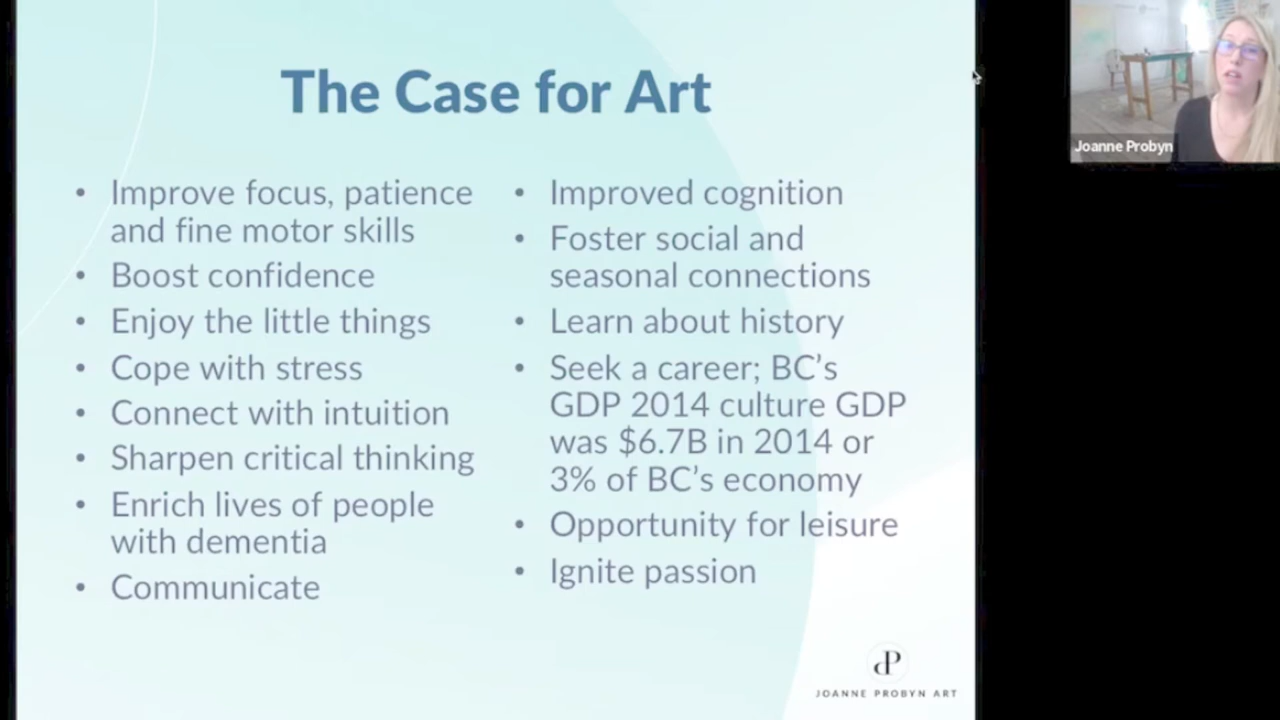 The Case for Art
• Improve focus, patience
and fine motor skills
• Boost confidence
• Enjoy the little things
• Cope with stress
• Connect with intuition
• Sharpen critical thinking
• Enrich lives of people
with dementia
• Communicate
• Improved cognition
• Foster social and
seasonal connections
• Learn about history
• Seek a career; BC’s
GDP 2014 culture GDP
was $6.7B in 2014 or
3% of BC’s economy
• Opportunity for leisure
• Ignite passion
JP
JOANNE PROBYN ART
Joanne Probyn